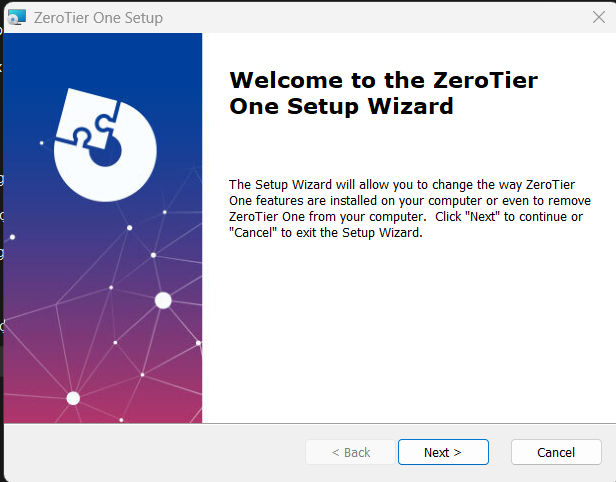 ZeroTier One Setup
Welcome to the ZeroTier
One Setup Wizard
The Setup Wizard will allow you to change the way ZeroTier
One features are installed on your computer or even to remove
ZeroTier One from your computer.  Click "Next" to continue or
"Cancel" to exit the Setup Wizard.
< Back
Next >
Cancel